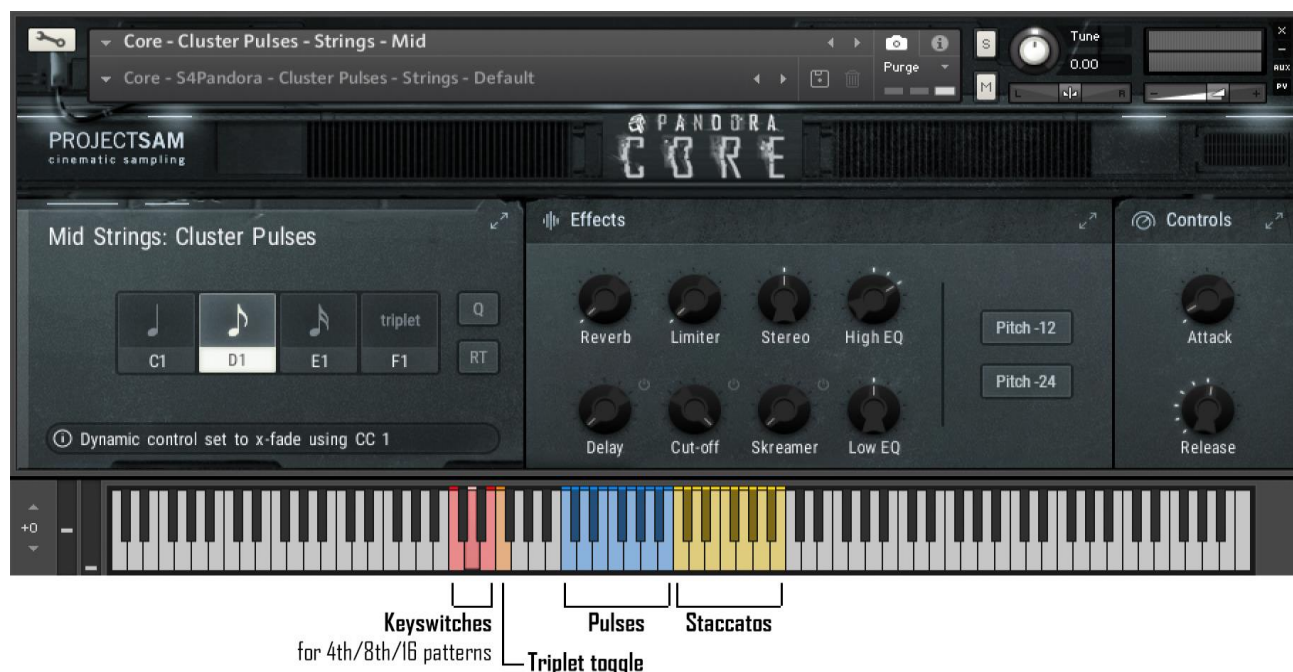 Core - Cluster Pulses - Strings - Mid
Core - S4Pandora - Cluster Pulses - Strings - Default
Purge
S
M
Tune
0.00
L
R
-
+
×
-
AUX
PV
PROJECTSAM
cinematic sampling
PANDORA
CORE
Mid Strings: Cluster Pulses
triplet
C1
D1
E1
F1
Q
RT
Dynamic control set to x-fade using CC 1
Effects
Reverb
Limiter
Stereo
High EQ
Delay
Cut-off
Skreamer
Low EQ
Pitch -12
Pitch -24
Controls
Attack
Release
+0
Keyswitches
for 4th/8th/16 patterns
Triplet toggle
Pulses
Staccatos